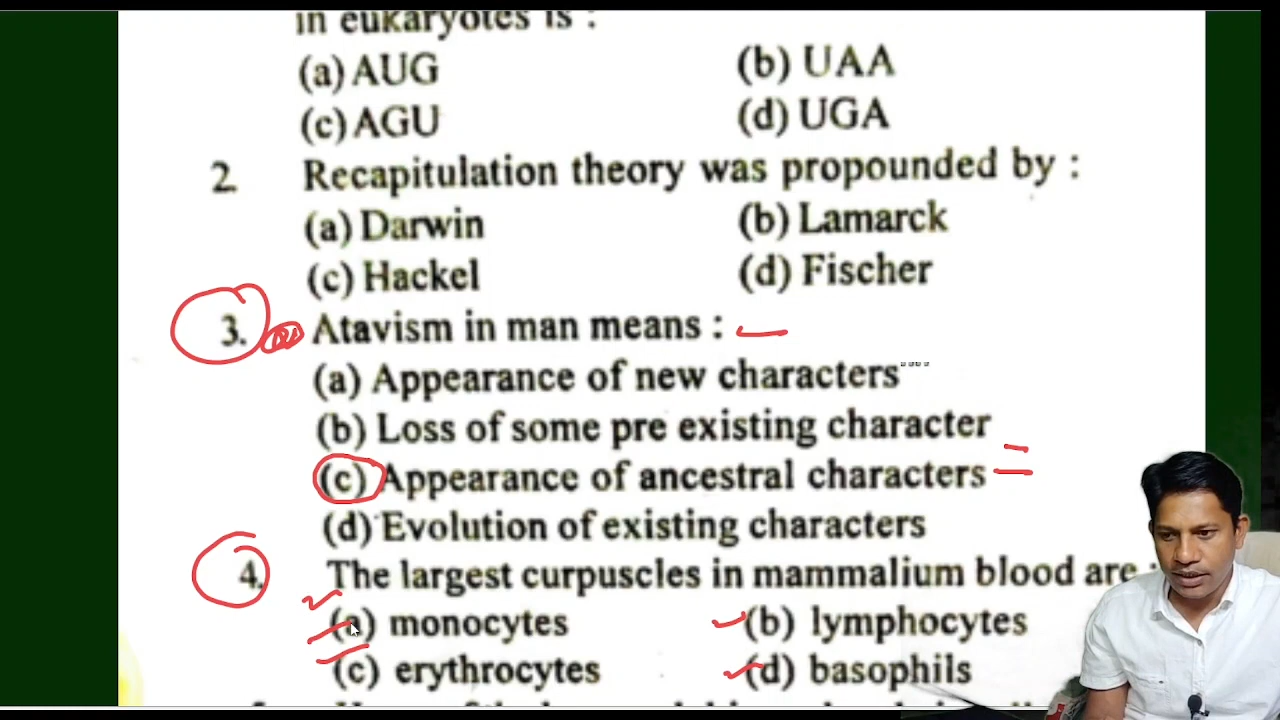 in eukaryotes is :
(a) AUG (b) UAA
(c) AGU (d) UGA
2. Recapitulation theory was propounded by :
(a) Darwin (b) Lamarck
(c) Hackel (d) Fischer
3. Atavism in man means :
(a) Appearance of new characters
(b) Loss of some pre existing character
(c) Appearance of ancestral characters
(d) Evolution of existing characters
4. The largest curpuscles in mammalium blood are :
(a) monocytes (b) lymphocytes
(c) erythrocytes (d) basophils